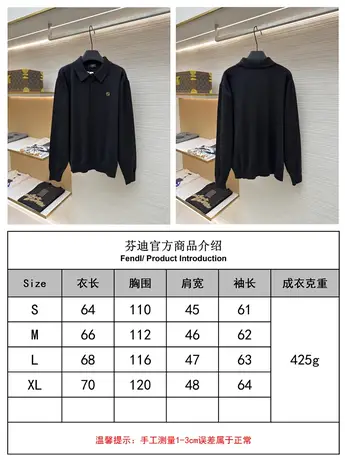 芬迪官方商品介绍
Fendi/ Product Introduction
Size 衣长 胸围 肩宽 袖长 成衣克重
S 64 110 45 61
M 66 112 46 62
L 68 116 47 63
XL 70 120 48 64
425g
温馨提示：手工测量1-3cm误差属于正常